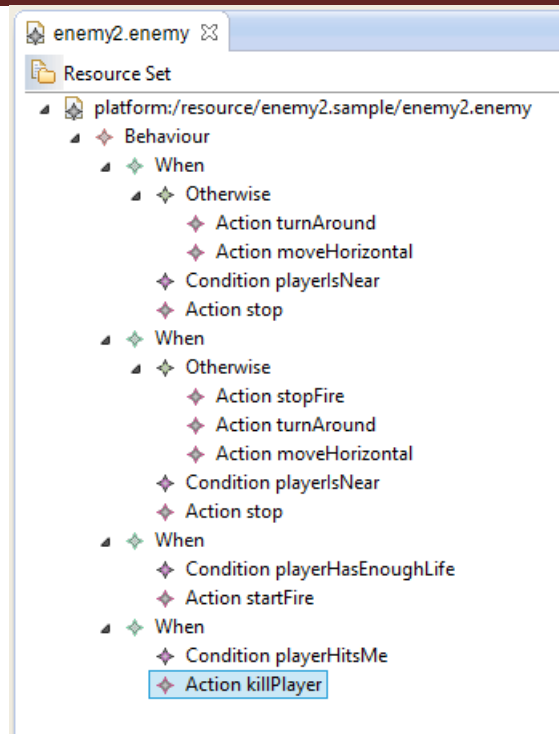 enemy2.enemy
Resource Set
platform:/resource/enemy2.sample/enemy2.enemy
Behaviour
When
Otherwise
Action turnAround
Action moveHorizontal
Condition playerIsNear
Action stop
When
Otherwise
Action stopFire
Action turnAround
Action moveHorizontal
Condition playerIsNear
Action stop
When
Condition playerHasEnoughLife
Action startFire
When
Condition playerHitsMe
Action killPlayer